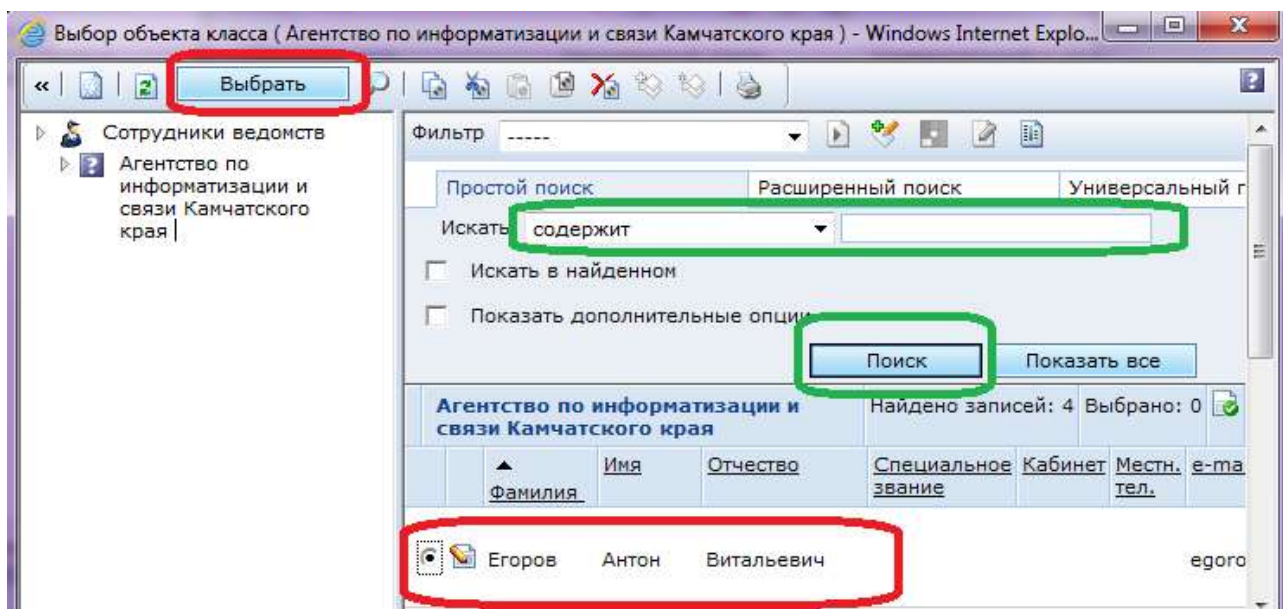 Выбор объекта класса ( Агентство по информатизации и связи Камчатского края ) - Windows Internet Explo...
«
Выбрать
Сотрудники ведомств
Агентство по
информатизации и
связи Камчатского
края
Фильтр -----
Простой поиск Расширенный поиск Универсальный
Искать содержит
Искать в найденном
Показать дополнительные опции
Поиск Показать все
Агентство по информатизации и
связи Камчатского края
Найдено записей: 4 Выбрано: 0
Фамилия Имя Отчество Специальное
звание Кабинет Местн.
тел. e-ma
Егоров Антон Витальевич egoro